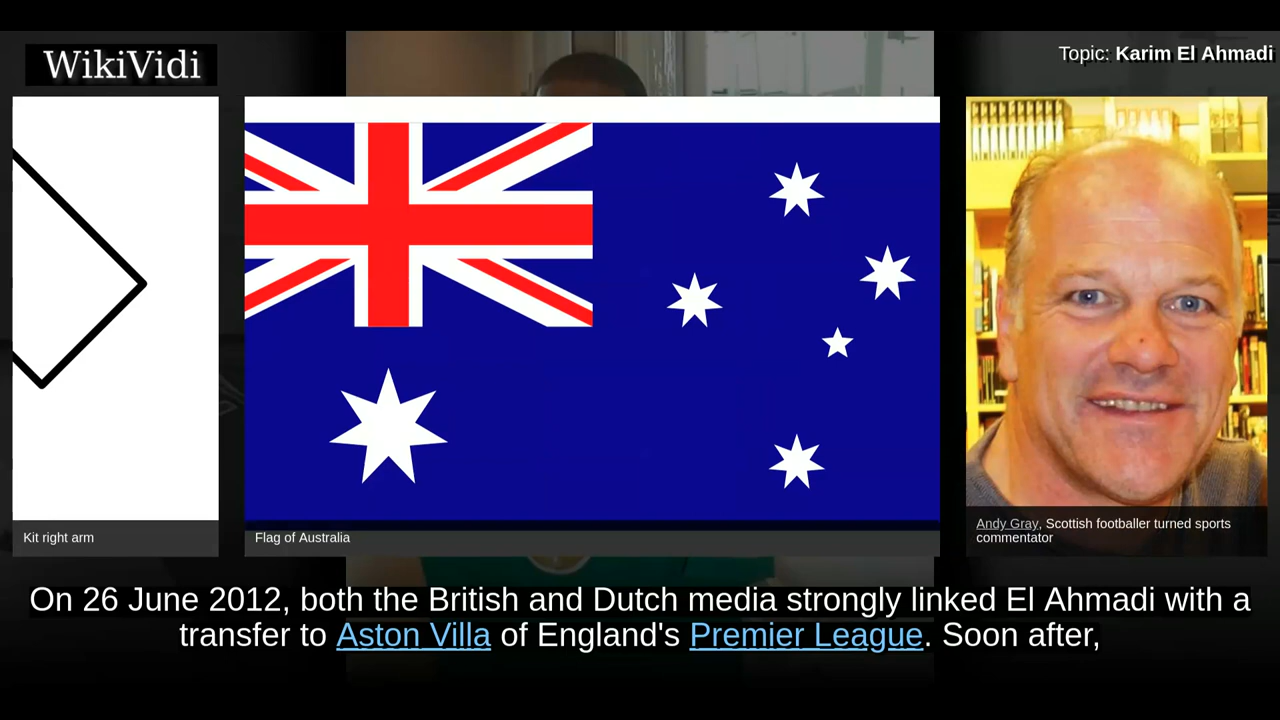 WikiVidi
Topic: Karim El Ahmadi
Kit right arm
Flag of Australia
Andy Gray, Scottish footballer turned sports
commentator
On 26 June 2012, both the British and Dutch media strongly linked El Ahmadi with a
transfer to Aston Villa of England's Premier League. Soon after,